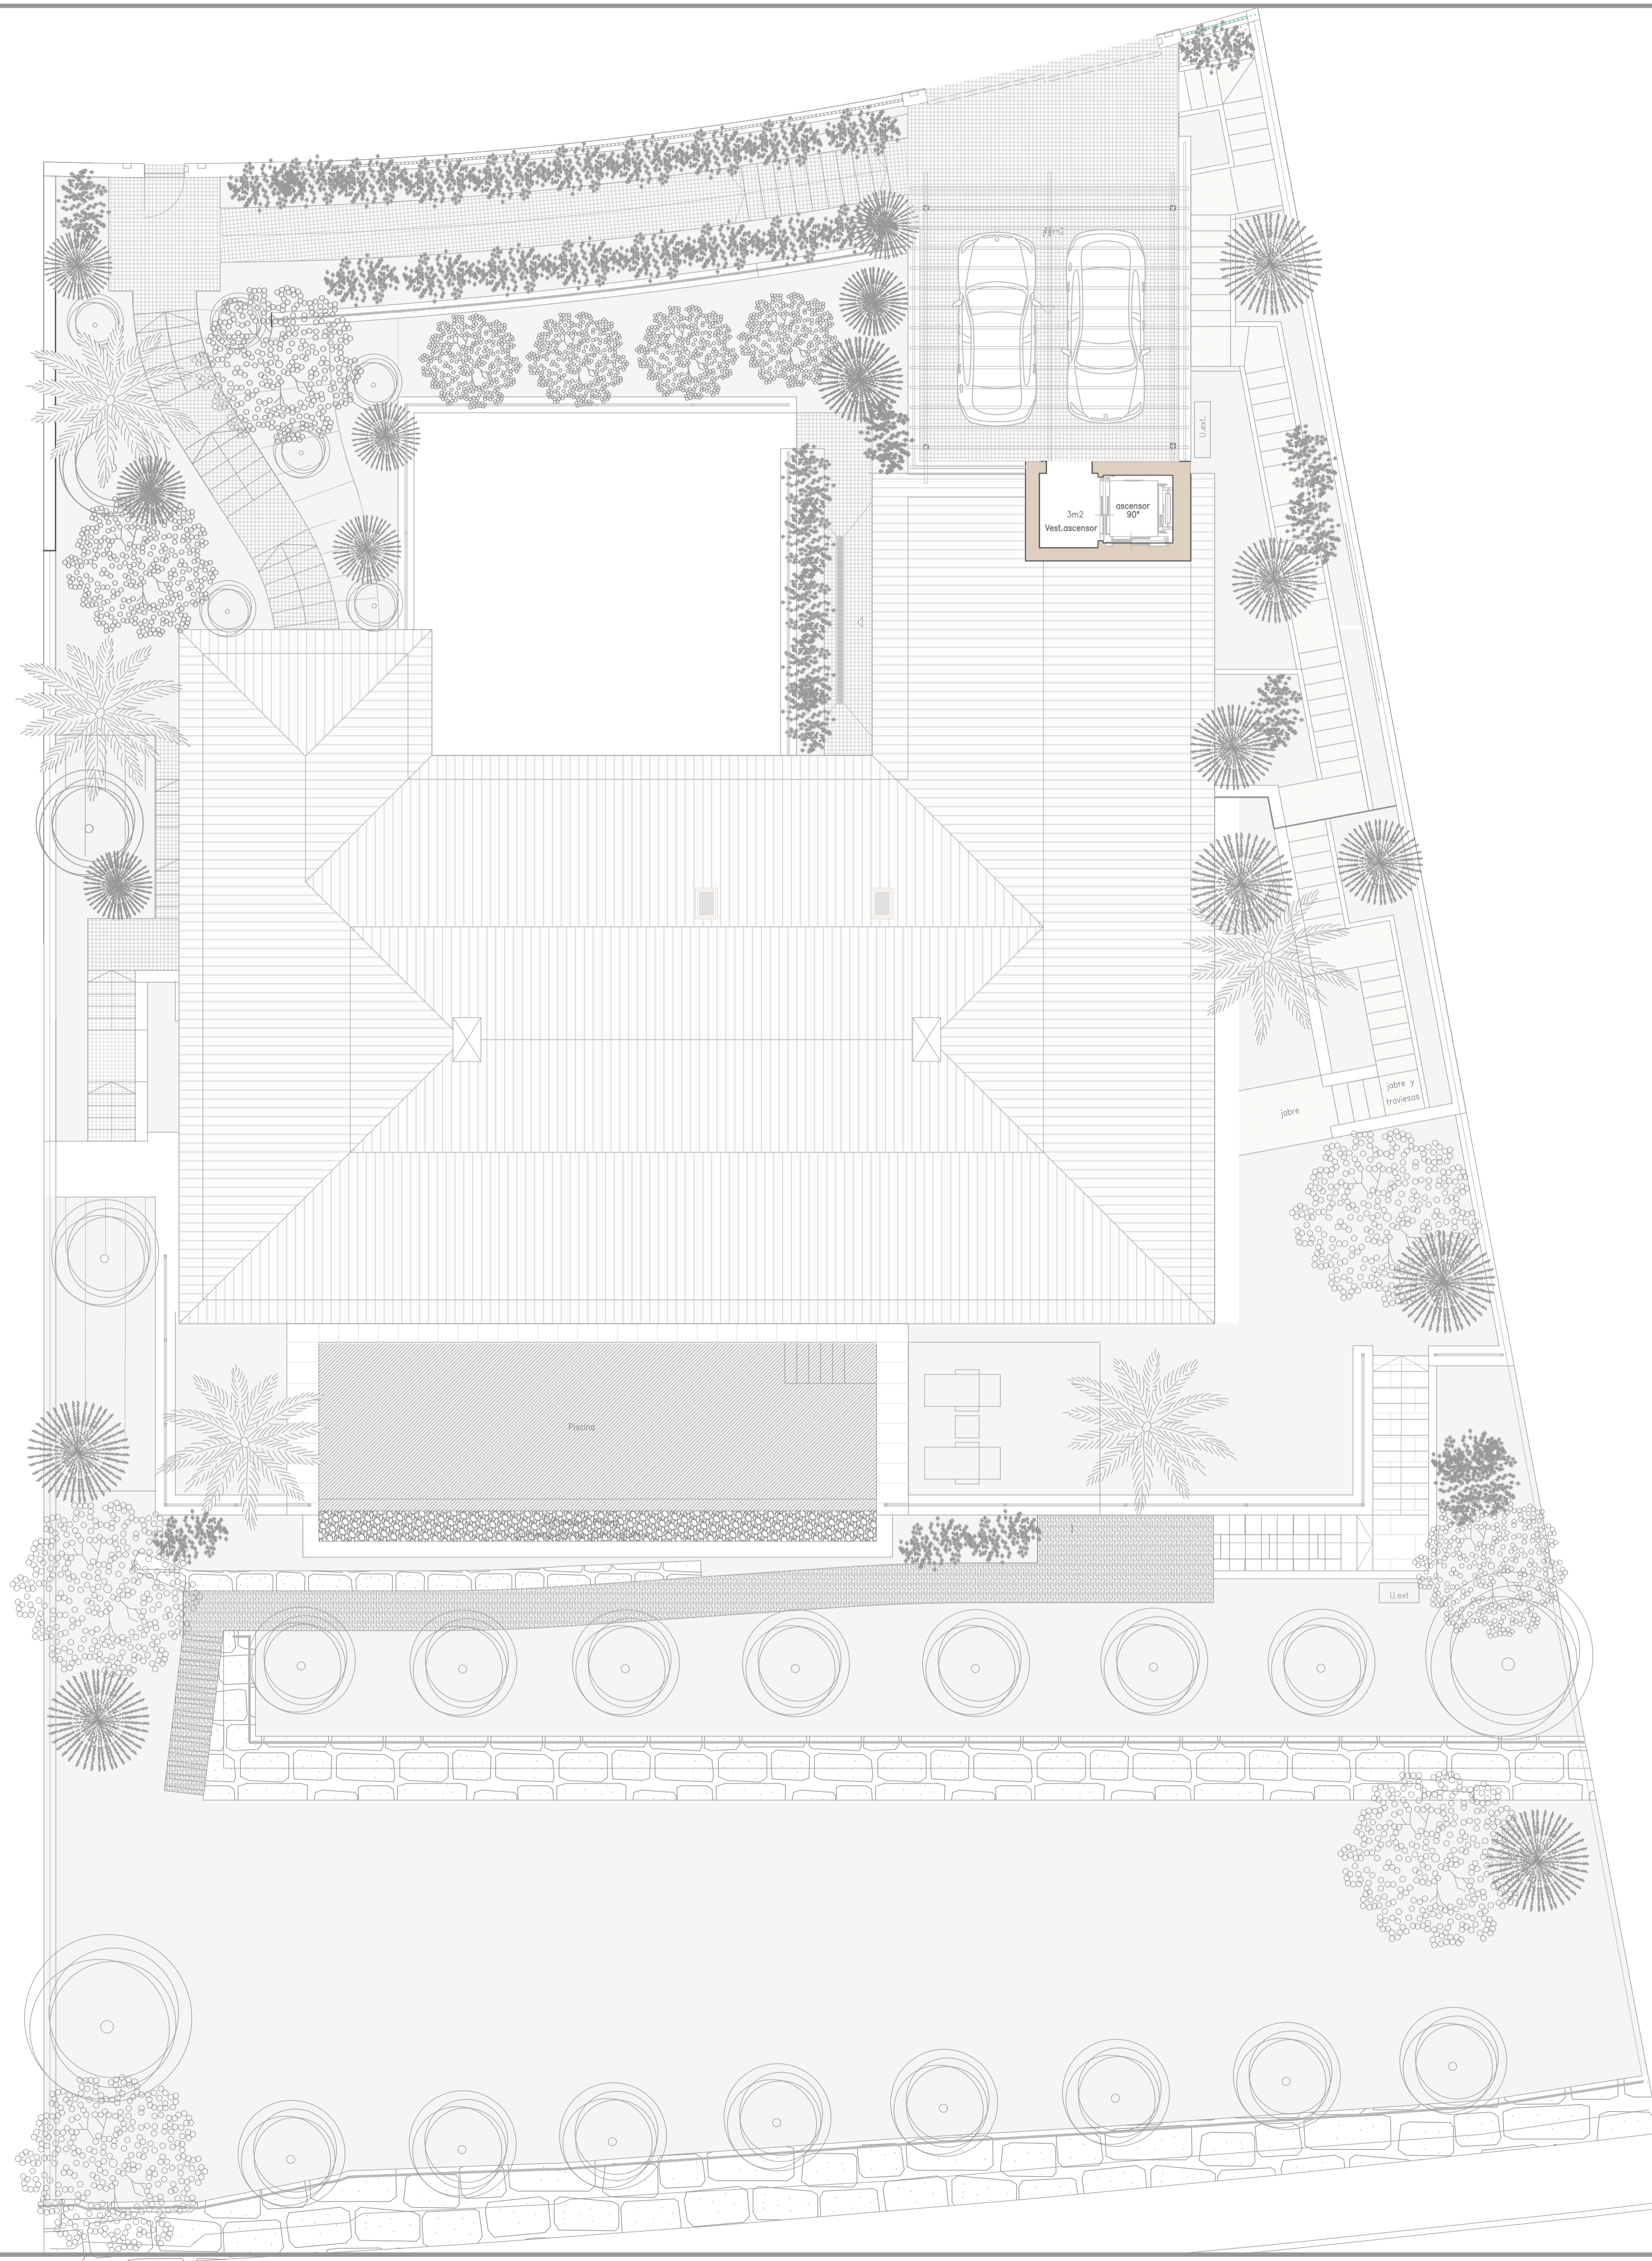 U.ext.
3m2
Vest.ascensor
ascensor
90°
jabre y
traviesas
jabre
Piscina
U.ext